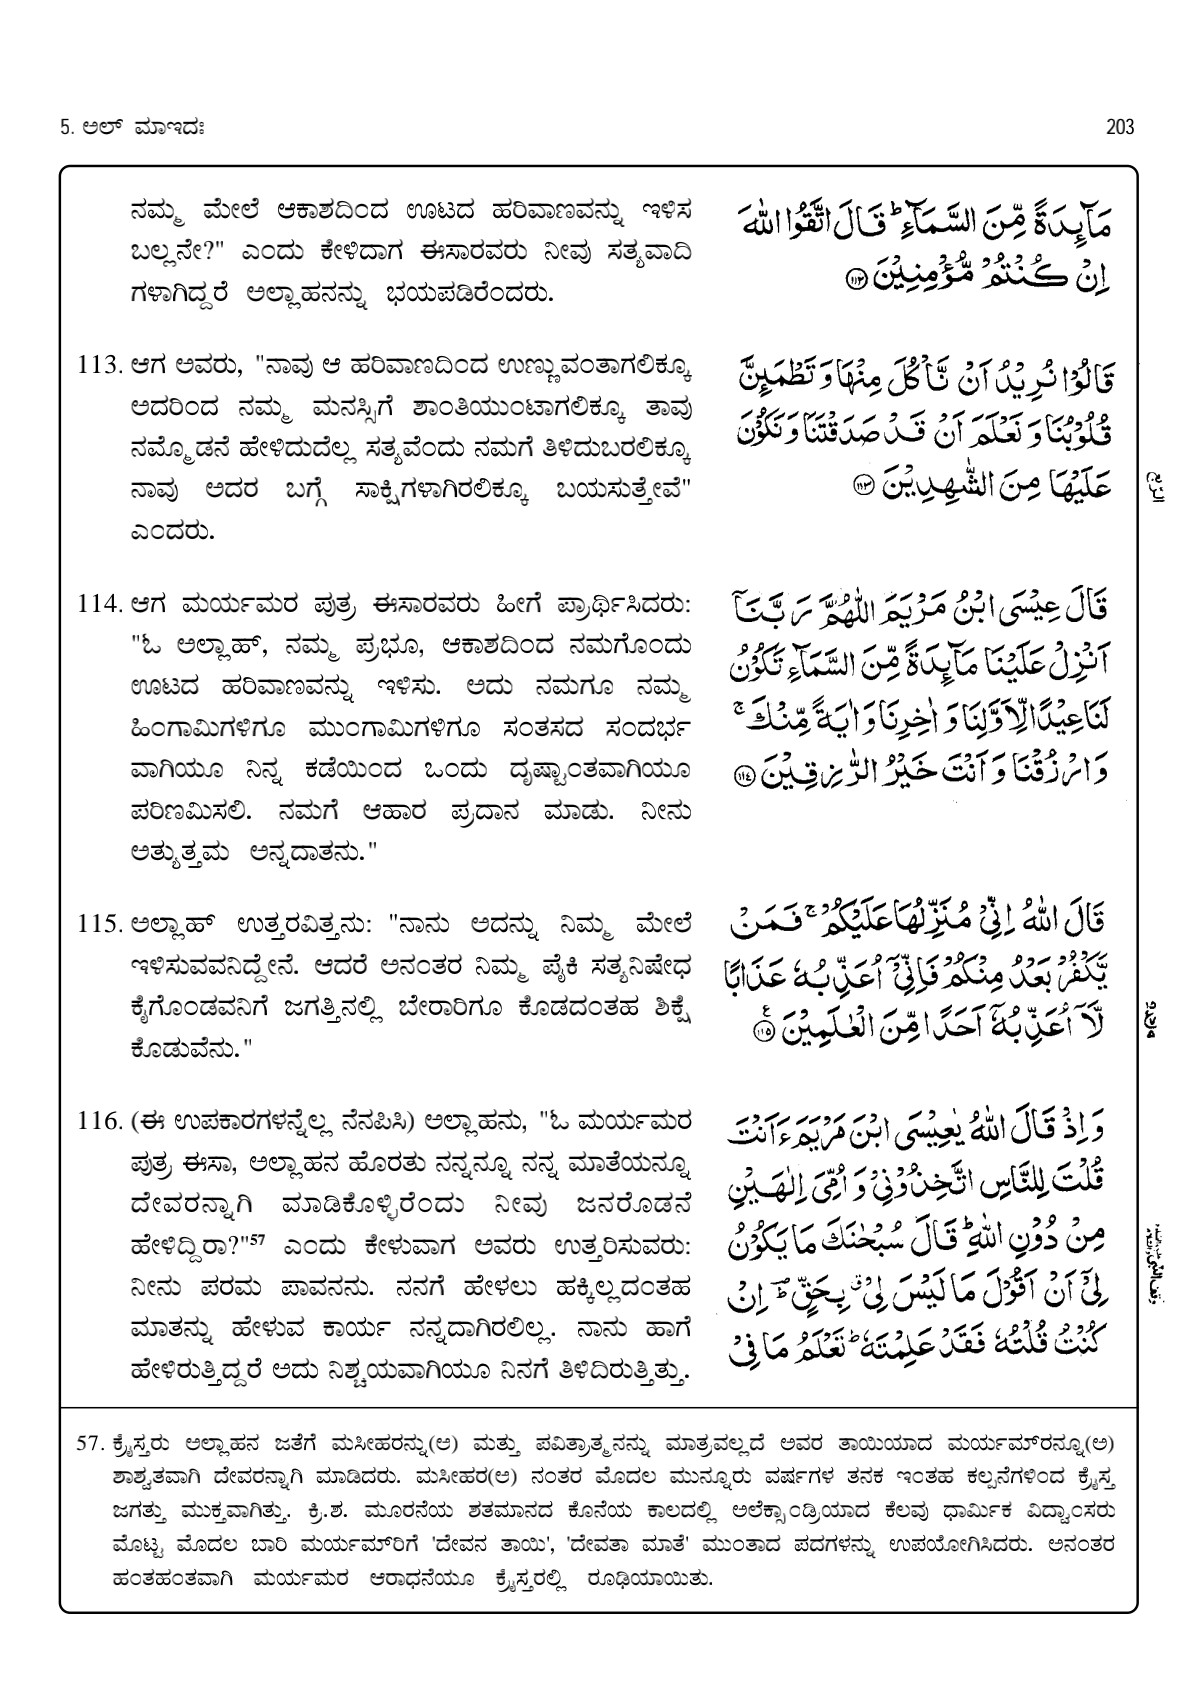 5. ಅಲ್ ಮಾಇದಃ
203
ನಮ್ಮ ಮೇಲೆ ಆಕಾಶದಿಂದ ಊಟದ ಹರಿವಾಣವನ್ನು ಇಳಿಸ
ಬಲ್ಲನೇ?" ಎಂದು ಕೇಳಿದಾಗ ಈಸಾರವರು ನೀವು ಸತ್ಯವಾದಿ
ಗಳಾಗಿದ್ದರೆ ಅಲ್ಲಾಹನನ್ನು ಭಯಪಡಿರೆಂದರು.
مَآئِدَةً مِّنَ السَّمَآءِ ؕ قَالَ اتَّقُوا اللّٰهَ
اِنْ كُنْتُمْ مُّؤْمِنِيْنَ ﴿١١٢﴾
113. ಆಗ ಅವರು, "ನಾವು ಆ ಹರಿವಾಣದಿಂದ ಉಣ್ಣುವಂತಾಗಲಿಕ್ಕೂ
ಅದರಿಂದ ನಮ್ಮ ಮನಸ್ಸಿಗೆ ಶಾಂತಿಯುಂಟಾಗಲಿಕ್ಕೂ ತಾವು
ನಮ್ಮೊಡನೆ ಹೇಳಿದುದೆಲ್ಲ ಸತ್ಯವೆಂದು ನಮಗೆ ತಿಳಿದುಬರಲಿಕ್ಕೂ
ನಾವು ಅದರ ಬಗ್ಗೆ ಸಾಕ್ಷಿಗಳಾಗಿರಲಿಕ್ಕೂ ಬಯಸುತ್ತೇವೆ"
ಎಂದರು.
قَالُوْا نُرِيْدُ اَنْ نَّاْكُلَ مِنْهَا وَتَطْمَئِنَّ
قُلُوْبُنَا وَنَعْلَمَ اَنْ قَدْ صَدَقْتَنَا وَنَكُوْنَ
عَلَيْهَا مِنَ الشّٰهِدِيْنَ ﴿١١٣﴾
114. ಆಗ ಮರ್ಯಮರ ಪುತ್ರ ಈಸಾರವರು ಹೀಗೆ ಪ್ರಾರ್ಥಿಸಿದರು:
"ಓ ಅಲ್ಲಾಹ್, ನಮ್ಮ ಪ್ರಭೂ, ಆಕಾಶದಿಂದ ನಮಗೊಂದು
ಊಟದ ಹರಿವಾಣವನ್ನು ಇಳಿಸು. ಅದು ನಮಗೂ ನಮ್ಮ
ಹಿಂಗಾಮಿಗಳಿಗೂ ಮುಂಗಾಮಿಗಳಿಗೂ ಸಂತಸದ ಸಂದರ್ಭ
ವಾಗಿಯೂ ನಿನ್ನ ಕಡೆಯಿಂದ ಒಂದು ದೃಷ್ಟಾಂತವಾಗಿಯೂ
ಪರಿಣಮಿಸಲಿ. ನಮಗೆ ಆಹಾರ ಪ್ರದಾನ ಮಾಡು. ನೀನು
ಅತ್ಯುತ್ತಮ ಅನ್ನದಾತನು."
قَالَ عِيْسَى ابْنُ مَرْيَمَ اللّٰهُمَّ رَبَّنَاۤ
اَنْزِلْ عَلَيْنَا مَآئِدَةً مِّنَ السَّمَآءِ تَكُوْنُ
لَنَا عِيْدًا لِّاَوَّلِنَا وَاٰخِرِنَا وَاٰيَةً مِّنْكَ ۚ
وَارْزُقْنَا وَاَنْتَ خَيْرُ الرّٰزِقِيْنَ ﴿١١٤﴾
115. ಅಲ್ಲಾಹ್ ಉತ್ತರವಿತ್ತನು: "ನಾನು ಅದನ್ನು ನಿಮ್ಮ ಮೇಲೆ
ಇಳಿಸುವವನಿದ್ದೇನೆ. ಆದರೆ ಅನಂತರ ನಿಮ್ಮ ಪೈಕಿ ಸತ್ಯನಿಷೇಧ
ಕೈಗೊಂಡವನಿಗೆ ಜಗತ್ತಿನಲ್ಲಿ ಬೇರಾರಿಗೂ ಕೊಡದಂತಹ ಶಿಕ್ಷೆ
ಕೊಡುವೆನು."
قَالَ اللّٰهُ اِنِّيْ مُنَزِّلُهَا عَلَيْكُمْ ۚ فَمَنْ
يَّكْفُرْ بَعْدُ مِنْكُمْ فَاِنِّيْۤ اُعَذِّبُهٗ عَذَابًا
لَّاۤ اُعَذِّبُهٗۤ اَحَدًا مِّنَ الْعٰلَمِيْنَ ﴿١١٥﴾ ع
116. (ಈ ಉಪಕಾರಗಳನ್ನೆಲ್ಲ ನೆನಪಿಸಿ) ಅಲ್ಲಾಹನು, "ಓ ಮರ್ಯಮರ
ಪುತ್ರ ಈಸಾ, ಅಲ್ಲಾಹನ ಹೊರತು ನನ್ನನ್ನೂ ನನ್ನ ಮಾತೆಯನ್ನೂ
ದೇವರನ್ನಾಗಿ ಮಾಡಿಕೊಳ್ಳಿರೆಂದು ನೀವು ಜನರೊಡನೆ
ಹೇಳಿದ್ದಿರಾ?"57 ಎಂದು ಕೇಳುವಾಗ ಅವರು ಉತ್ತರಿಸುವರು:
ನೀನು ಪರಮ ಪಾವನನು. ನನಗೆ ಹೇಳಲು ಹಕ್ಕಿಲ್ಲದಂತಹ
ಮಾತನ್ನು ಹೇಳುವ ಕಾರ್ಯ ನನ್ನದಾಗಿರಲಿಲ್ಲ. ನಾನು ಹಾಗೆ
ಹೇಳಿರುತ್ತಿದ್ದರೆ ಅದು ನಿಶ್ಚಯವಾಗಿಯೂ ನಿನಗೆ ತಿಳಿದಿರುತ್ತಿತ್ತು.
وَاِذْ قَالَ اللّٰهُ يٰعِيْسَى ابْنَ مَرْيَمَ ءَاَنْتَ
قُلْتَ لِلنَّاسِ اتَّخِذُوْنِيْ وَاُمِّيَ اِلٰهَيْنِ
مِنْ دُوْنِ اللّٰهِ ؕ قَالَ سُبْحٰنَكَ مَا يَكُوْنُ
لِيْۤ اَنْ اَقُوْلَ مَا لَيْسَ لِيْ ۗ بِحَقٍّ ؕ اِنْ
كُنْتُ قُلْتُهٗ فَقَدْ عَلِمْتَهٗ ؕ تَعْلَمُ مَا فِيْ
57. ಕ್ರೈಸ್ತರು ಅಲ್ಲಾಹನ ಜತೆಗೆ ಮಸೀಹರನ್ನು(ಅ) ಮತ್ತು ಪವಿತ್ರಾತ್ಮನನ್ನು ಮಾತ್ರವಲ್ಲದೆ ಅವರ ತಾಯಿಯಾದ ಮರ್ಯಮ್‌ರನ್ನೂ(ಅ)
ಶಾಶ್ವತವಾಗಿ ದೇವರನ್ನಾಗಿ ಮಾಡಿದರು. ಮಸೀಹರ(ಅ) ನಂತರ ಮೊದಲ ಮುನ್ನೂರು ವರ್ಷಗಳ ತನಕ ಇಂತಹ ಕಲ್ಪನೆಗಳಿಂದ ಕ್ರೈಸ್ತ
ಜಗತ್ತು ಮುಕ್ತವಾಗಿತ್ತು. ಕ್ರಿ.ಶ. ಮೂರನೆಯ ಶತಮಾನದ ಕೊನೆಯ ಕಾಲದಲ್ಲಿ ಅಲೆಕ್ಸಾಂಡ್ರಿಯಾದ ಕೆಲವು ಧಾರ್ಮಿಕ ವಿದ್ವಾಂಸರು
ಮೊಟ್ಟ ಮೊದಲ ಬಾರಿ ಮರ್ಯಮ್‌ರಿಗೆ 'ದೇವನ ತಾಯಿ', 'ದೇವತಾ ಮಾತೆ' ಮುಂತಾದ ಪದಗಳನ್ನು ಉಪಯೋಗಿಸಿದರು. ಅನಂತರ
ಹಂತಹಂತವಾಗಿ ಮರ್ಯಮರ ಆರಾಧನೆಯೂ ಕ್ರೈಸ್ತರಲ್ಲಿ ರೂಢಿಯಾಯಿತು.